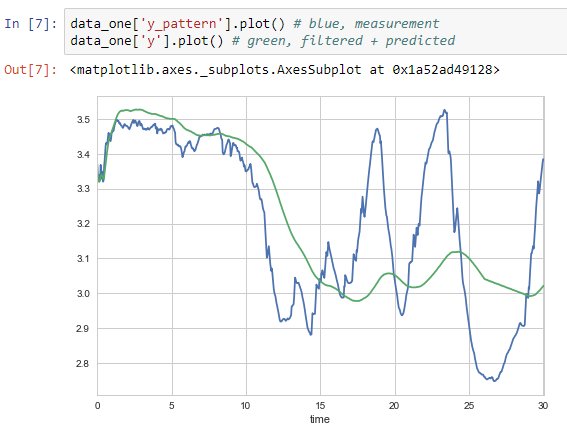 In [7]: data_one['y_pattern'].plot() # blue, measurement
data_one['y'].plot() # green, filtered + predicted
Out[7]: <matplotlib.axes._subplots.AxesSubplot at 0x1a52ad49128>
3.5
3.4
3.3
3.2
3.1
3.0
2.9
2.8
0 5 10 15 20 25 30
time